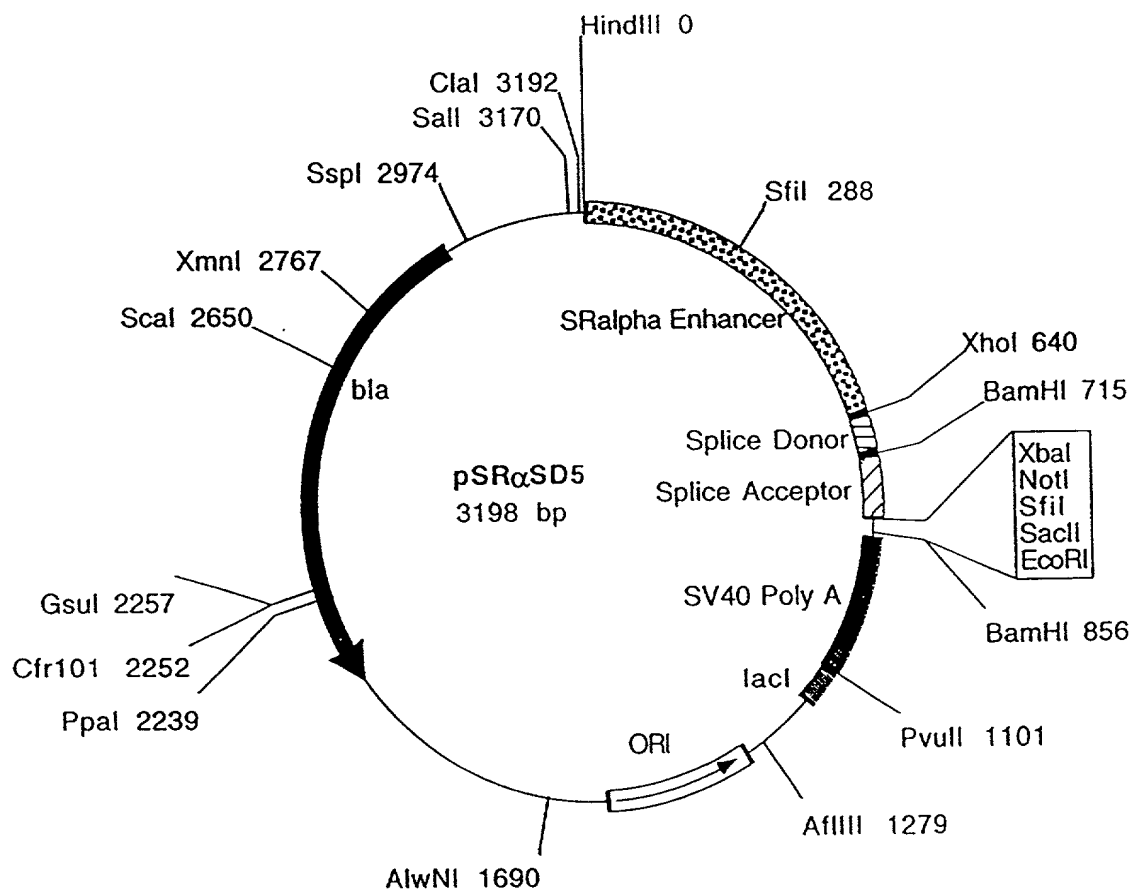 HindIII 0
ClaI 3192
SalI 3170
SspI 2974
SfiI 288
XmnI 2767
ScaI 2650
SRalpha Enhancer
XhoI 640
bla
BamHI 715
Splice Donor
XbaI
NotI
SfiI
SacII
EcoRI
pSRαSD5
3198 bp
Splice Acceptor
SV40 Poly A
GsuI 2257
BamHI 856
Cfr101 2252
lacI
PpaI 2239
PvuII 1101
ORI
AflIII 1279
AlwNI 1690